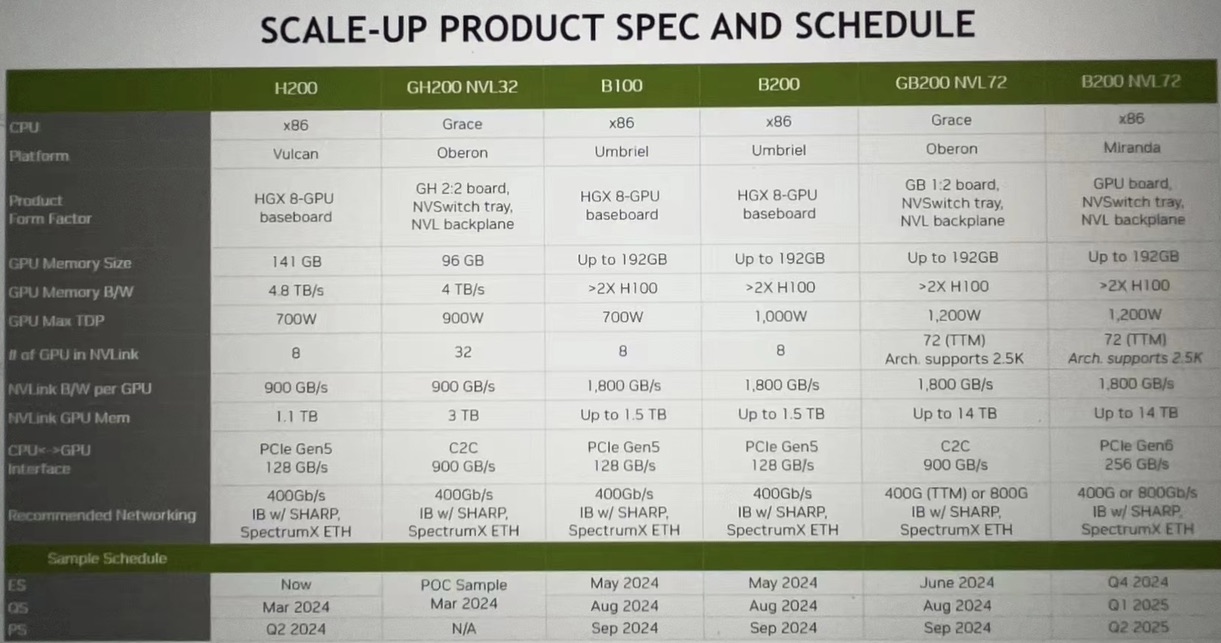 SCALE-UP PRODUCT SPEC AND SCHEDULE
H200 GH200 NVL32 B100 B200 GB200 NVL72 B200 NVL72
CPU x86 Grace x86 x86 Grace x86
Platform Vulcan Oberon Umbriel Umbriel Oberon Miranda
Product
Form Factor
HGX 8-GPU
baseboard
GH 2:2 board,
NVSwitch tray,
NVL backplane
HGX 8-GPU
baseboard
HGX 8-GPU
baseboard
GB 1:2 board,
NVSwitch tray,
NVL backplane
GPU board,
NVSwitch tray,
NVL backplane
GPU Memory Size 141 GB 96 GB Up to 192GB Up to 192GB Up to 192GB Up to 192GB
GPU Memory B/W 4.8 TB/s 4 TB/s >2X H100 >2X H100 >2X H100 >2X H100
GPU Max TDP 700W 900W 700W 1,000W 1,200W 1,200W
# of GPU in NVLink 8 32 8 8
72 (TTM)
Arch. supports 2.5K
72 (TTM)
Arch. supports 2.5K
NVLink B/W per GPU 900 GB/s 900 GB/s 1,800 GB/s 1,800 GB/s 1,800 GB/s 1,800 GB/s
NVLink GPU Mem 1.1 TB 3 TB Up to 1.5 TB Up to 1.5 TB Up to 14 TB Up to 14 TB
CPU<->GPU
Interface
PCIe Gen5
128 GB/s
C2C
900 GB/s
PCIe Gen5
128 GB/s
PCIe Gen5
128 GB/s
C2C
900 GB/s
PCIe Gen6
256 GB/s
Recommended Networking
400Gb/s
IB w/ SHARP,
SpectrumX ETH
400Gb/s
IB w/ SHARP,
SpectrumX ETH
400Gb/s
IB w/ SHARP,
SpectrumX ETH
400Gb/s
IB w/ SHARP,
SpectrumX ETH
400G (TTM) or 800G
IB w/ SHARP,
SpectrumX ETH
400G or 800Gb/s
IB w/ SHARP,
SpectrumX ETH
Sample Schedule
ES Now POC Sample May 2024 May 2024 June 2024 Q4 2024
QS Mar 2024 Mar 2024 Aug 2024 Aug 2024 Aug 2024 Q1 2025
PS Q2 2024 N/A Sep 2024 Sep 2024 Sep 2024 Q2 2025